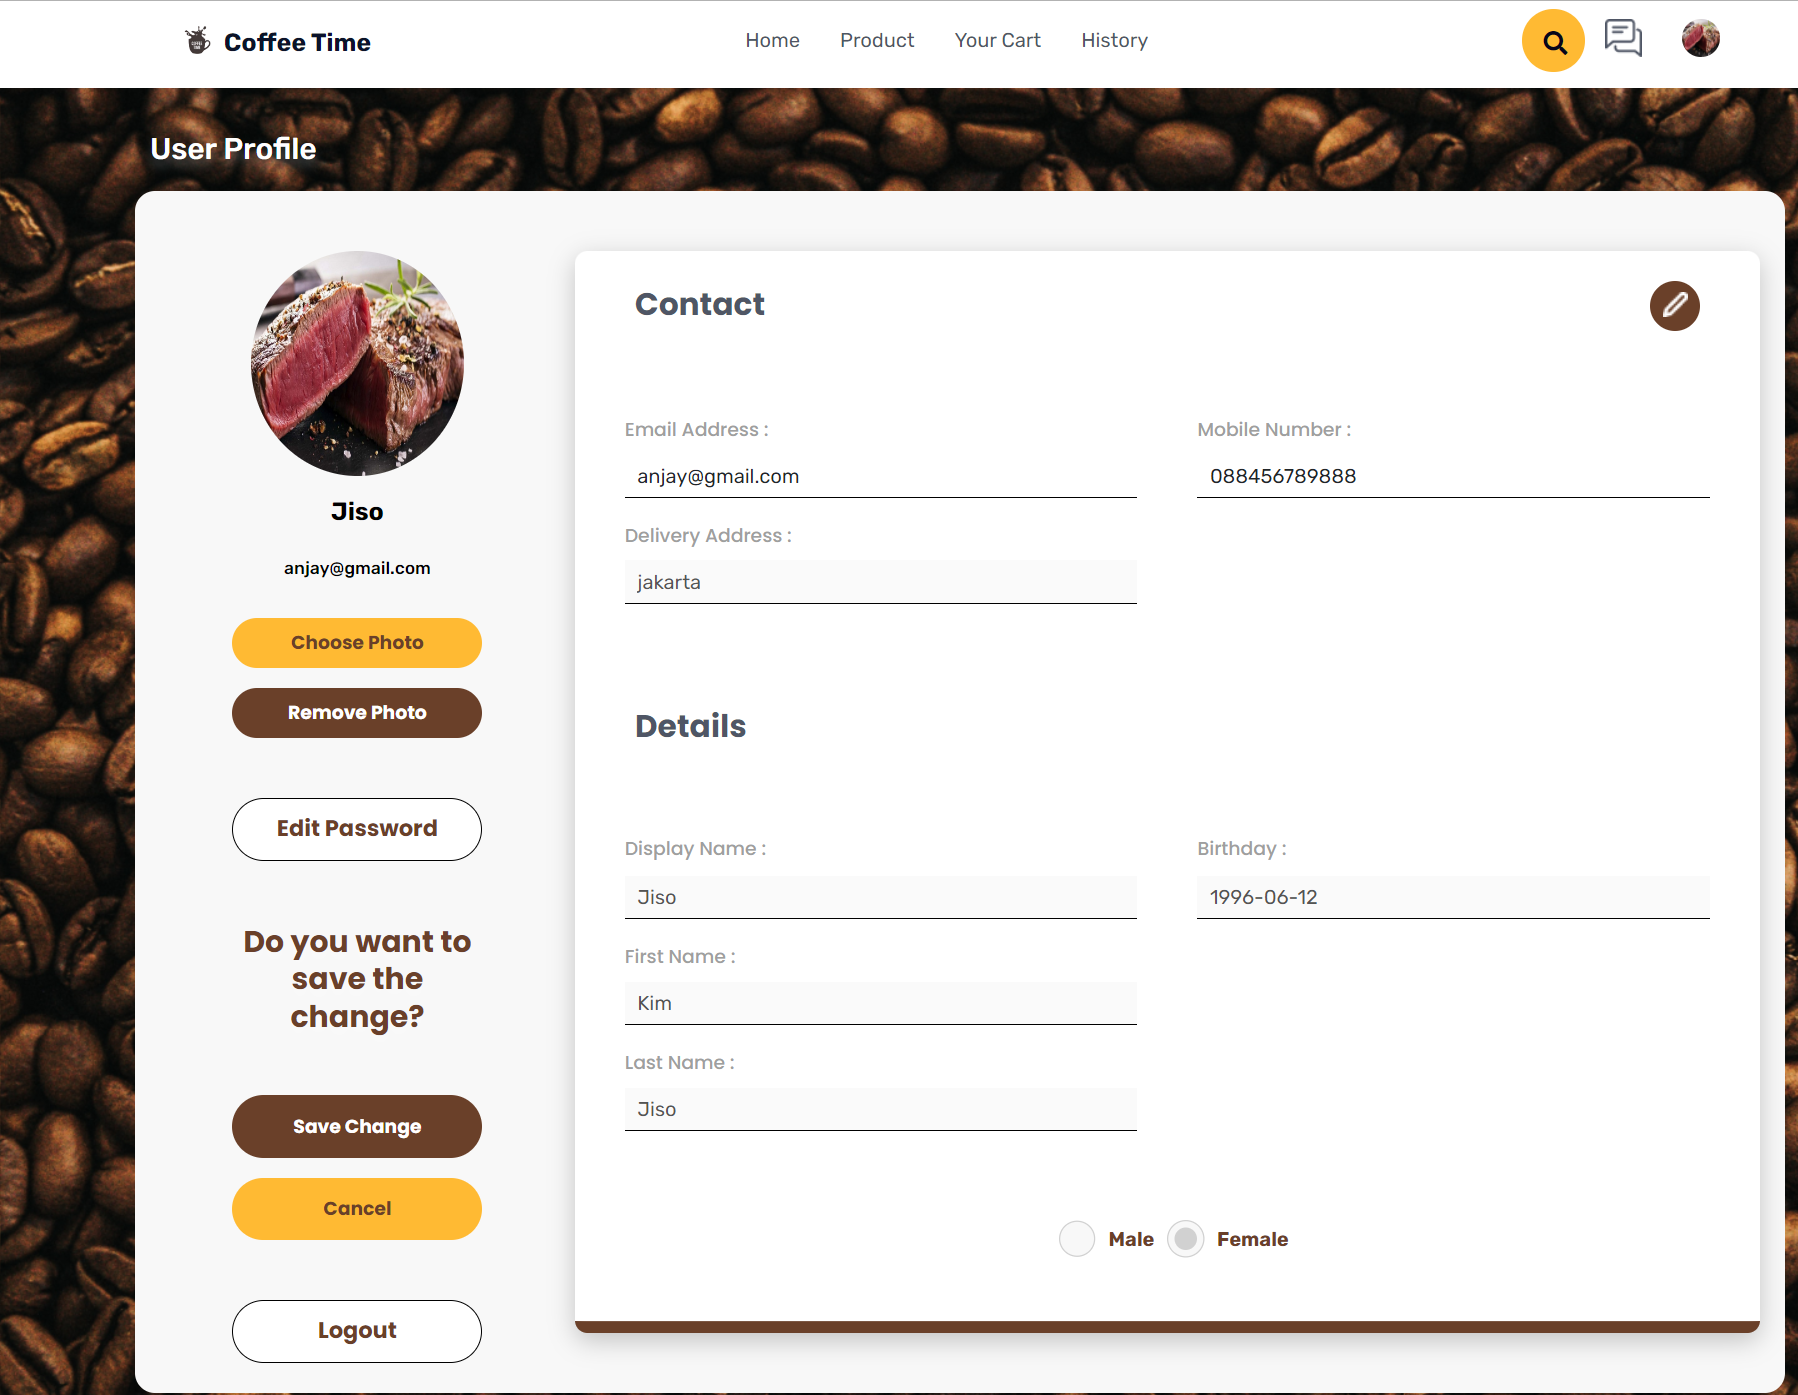 Coffee Time
Home Product Your Cart History
User Profile
Jiso
anjay@gmail.com
Choose Photo
Remove Photo
Edit Password
Do you want to
save the
change?
Save Change
Cancel
Logout
Contact
Email Address : Mobile Number :
anjay@gmail.com 088456789888
Delivery Address :
jakarta
Details
Display Name : Birthday :
Jiso 1996-06-12
First Name :
Kim
Last Name :
Jiso
Male Female